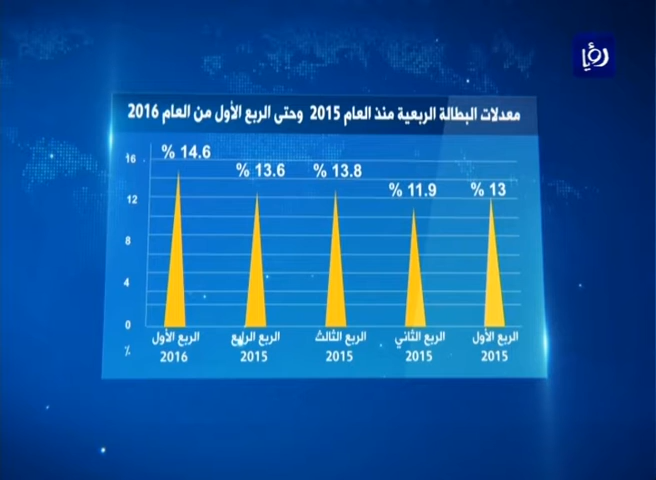 رؤيا
معدلات البطالة الربعية منذ العام 2015 وحتى الربع الأول من العام 2016
16
12
8
4
0
%
% 13
% 11.9
% 13.8
% 13.6
% 14.6
الربع الأول
2015
الربع الثاني
2015
الربع الثالث
2015
الربع الرابع
2015
الربع الأول
2016